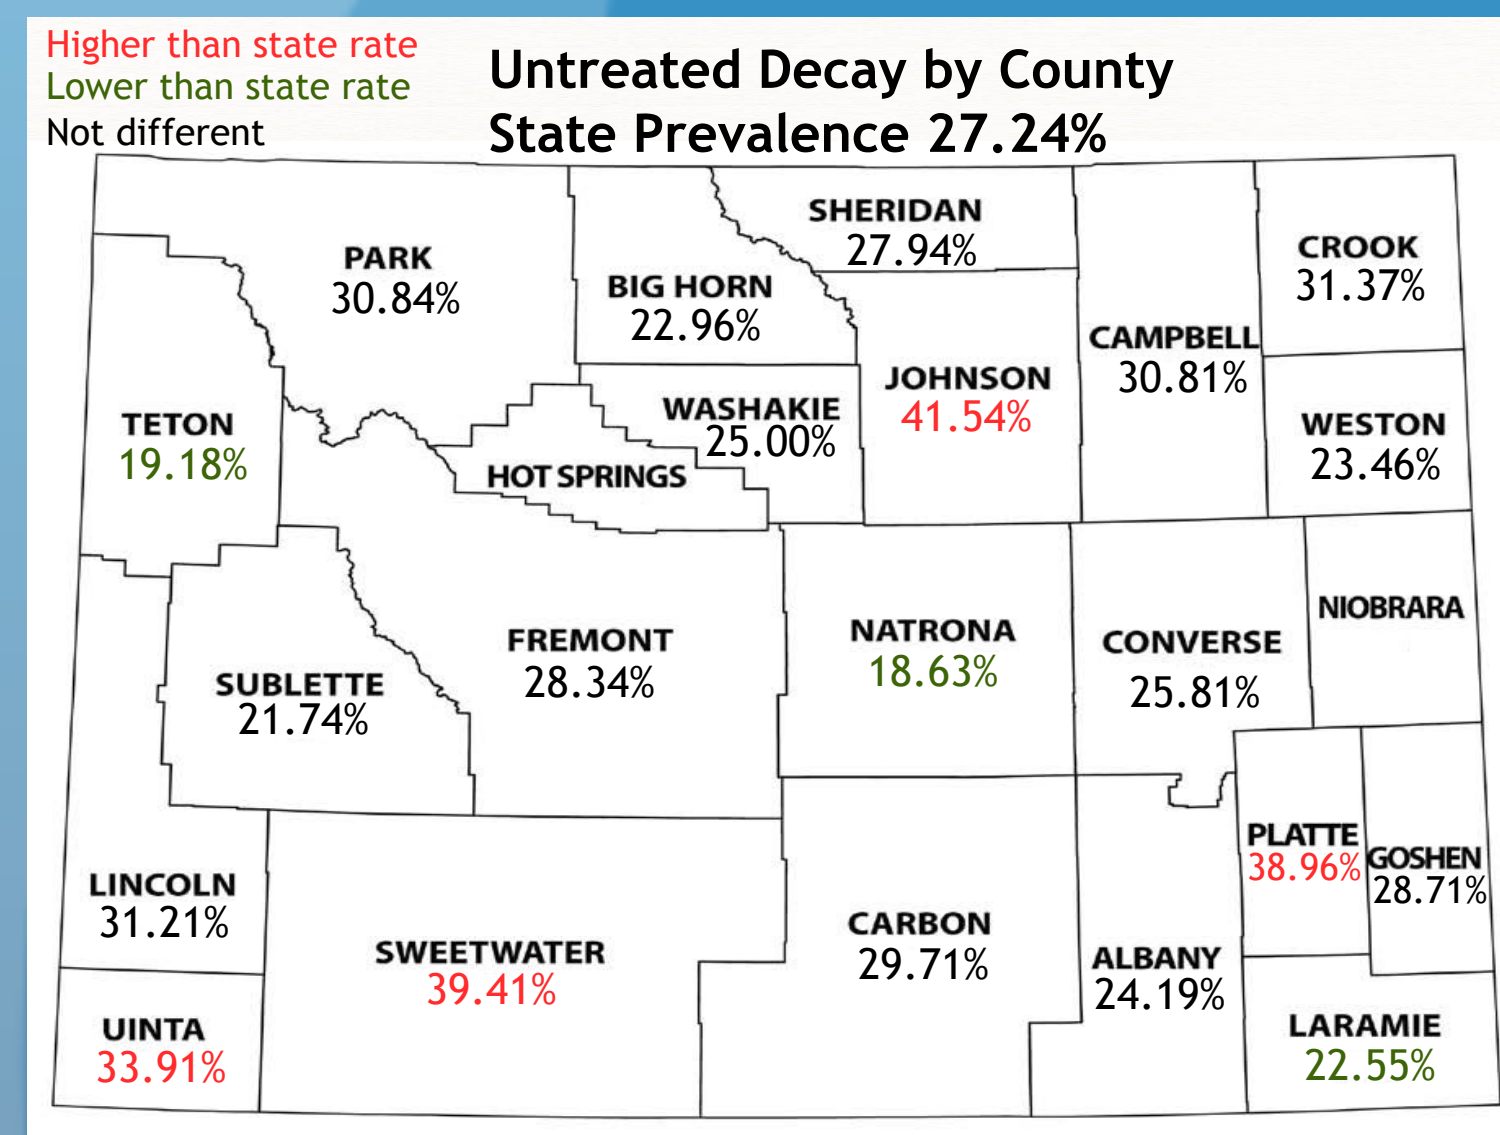 Higher than state rate
Lower than state rate
Not different
Untreated Decay by County
State Prevalence 27.24%
PARK
30.84%
BIG HORN
22.96%
SHERIDAN
27.94%
CAMPBELL
30.81%
CROOK
31.37%
TETON
19.18%
HOT SPRINGS
WASHAKIE
25.00%
JOHNSON
41.54%
WESTON
23.46%
SUBLETTE
21.74%
FREMONT
28.34%
NATRONA
18.63%
CONVERSE
25.81%
NIOBRARA
LINCOLN
31.21%
UINTA
33.91%
SWEETWATER
39.41%
CARBON
29.71%
ALBANY
24.19%
PLATTE
38.96%
GOSHEN
28.71%
LARAMIE
22.55%